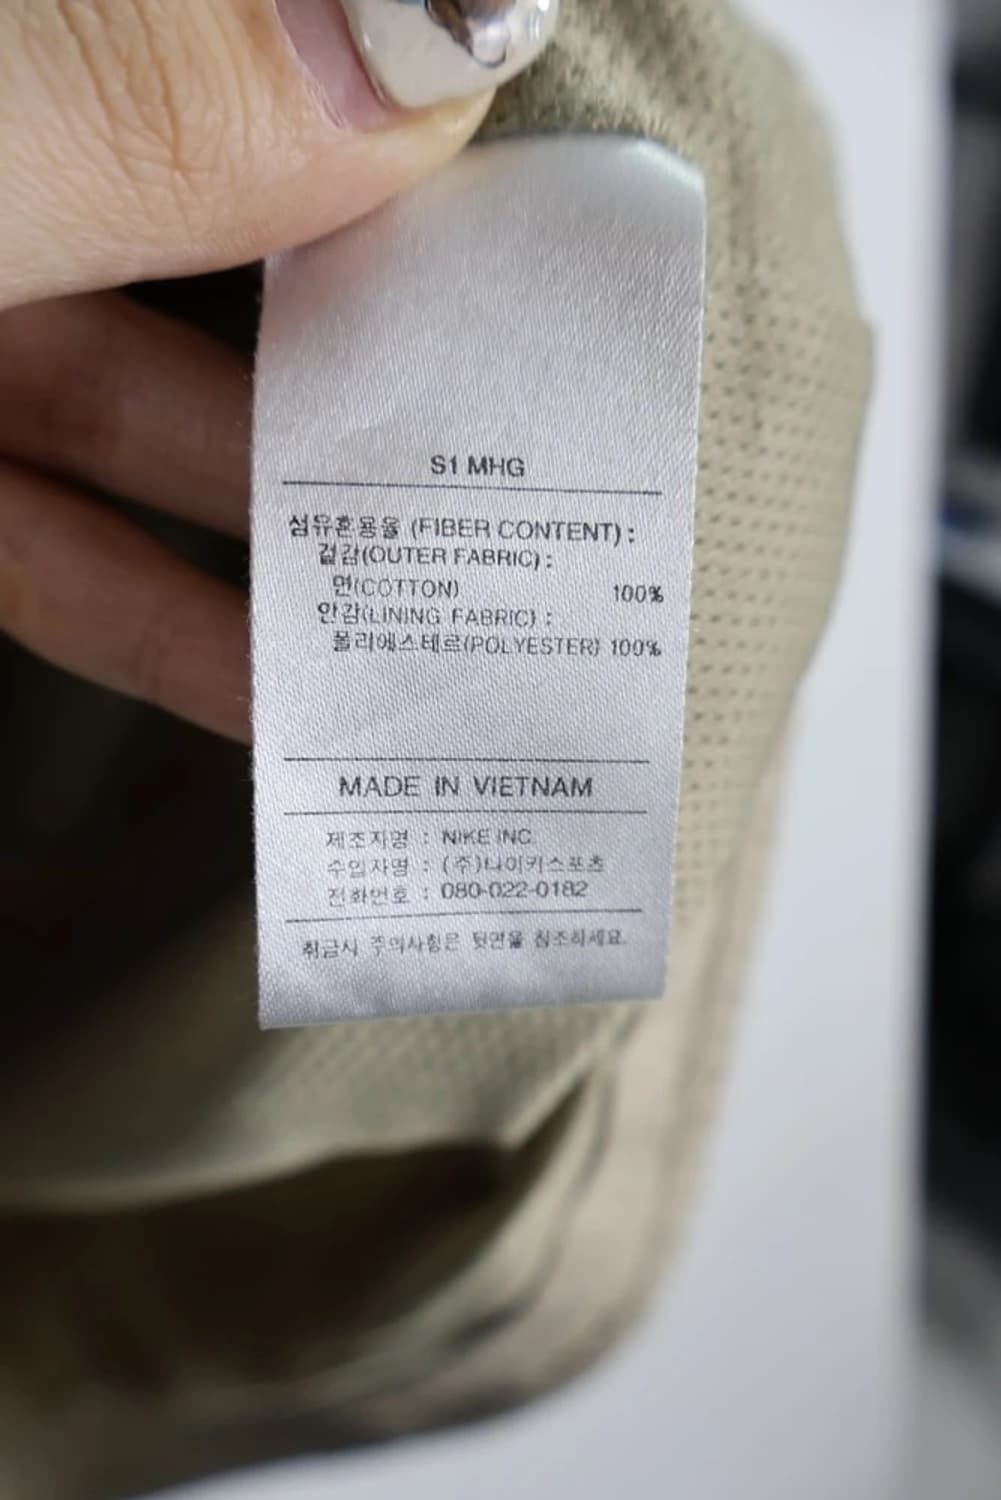 S1 MHG
섬유혼용율 (FIBER CONTENT) :
겉감(OUTER FABRIC) :
면(COTTON) 100%
안감(LINING FABRIC) :
폴리에스테르(POLYESTER) 100%
MADE IN VIETNAM
제조자명 : NIKE INC.
수입자명 : (주)나이키스포츠
전화번호 : 080-022-0182
취급시 주의사항은 뒷면을 참조하세요.